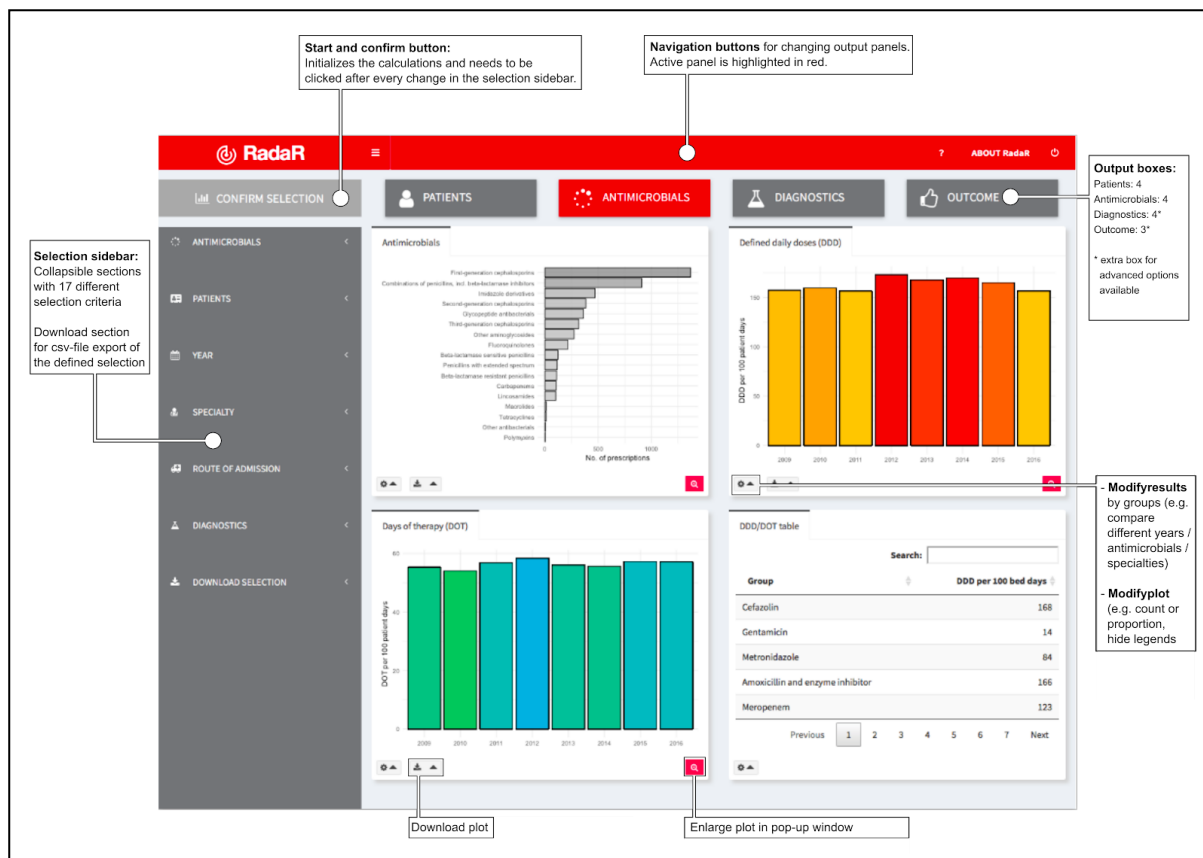 Start and confirm button:
Initializes the calculations and needs to be
clicked after every change in the selection sidebar.
Navigation buttons for changing output panels.
Active panel is highlighted in red.
RadaR
?
ABOUT RadaR
CONFIRM SELECTION
PATIENTS
ANTIMICROBIALS
DIAGNOSTICS
OUTCOME
Output boxes:
Patients: 4
Antimicrobials: 4
Diagnostics: 4*
Outcome: 3*
* extra box for
advanced options
available
Selection sidebar:
Collapsible sections
with 17 different
selection criteria
Download section
for csv-file export of
the defined selection
ANTIMICROBIALS
PATIENTS
YEAR
SPECIALTY
ROUTE OF ADMISSION
DIAGNOSTICS
DOWNLOAD SELECTION
Antimicrobials
First-generation cephalosporins
Combinations of penicillins, incl. beta-lactamase inhibitors
Imidazole derivatives
Second-generation cephalosporins
Glycopeptide antibacterials
Third-generation cephalosporins
Other aminoglycosides
Fluoroquinolones
Beta-lactamase sensitive penicillins
Penicillins with extended spectrum
Beta-lactamase resistant penicillins
Carbapenems
Lincosamides
Macrolides
Tetracyclines
Other antibacterials
Polymyxins
0 500 1000
No. of prescriptions
Defined daily doses (DDD)
DDD per 100 patient days
150
100
50
0
2009 2010 2011 2012 2013 2014 2015 2016
- Modifyresults
by groups (e.g.
compare
different years /
antimicrobials /
specialties)
- Modifyplot
(e.g. count or
proportion,
hide legends
Days of therapy (DOT)
DOT per 100 patient days
60
40
20
0
2009 2010 2011 2012 2013 2014 2015 2016
DDD/DOT table
Search:
Group DDD per 100 bed days
Cefazolin 168
Gentamicin 14
Metronidazole 84
Amoxicillin and enzyme inhibitor 166
Meropenem 123
Previous 1 2 3 4 5 6 7 Next
Download plot
Enlarge plot in pop-up window